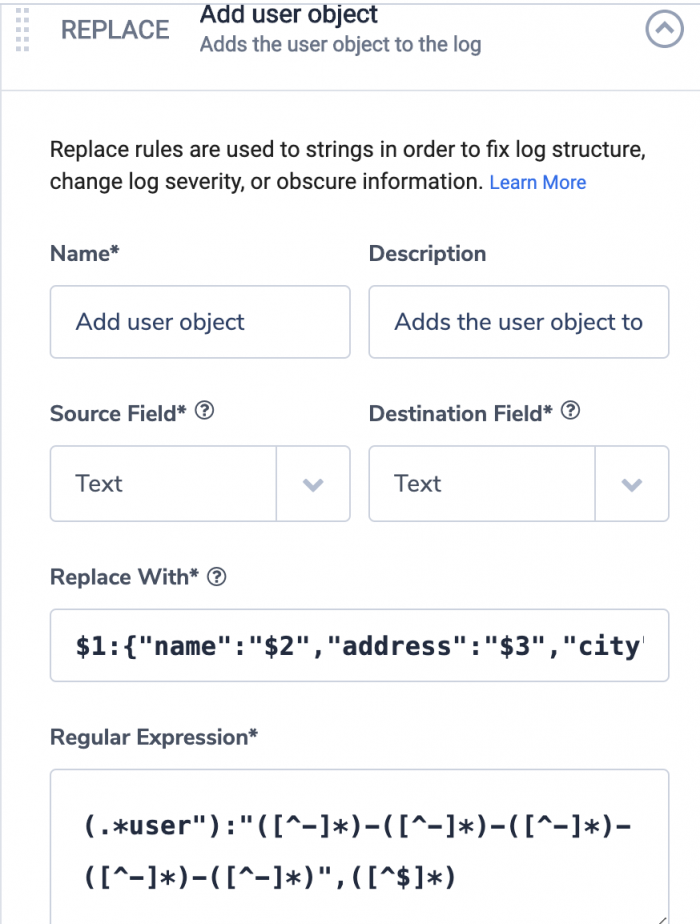 REPLACE
Add user object
Adds the user object to the log
Replace rules are used to strings in order to fix log structure,
change log severity, or obscure information. Learn More
Name*
Description
Add user object
Adds the user object to
Source Field* ?
Destination Field* ?
Text
Text
Replace With* ?
$1:{"name":"$2","address":"$3","city
Regular Expression*
(.*user"):"([^-]*)-([^-]*)-([^-]*)-
([^-]*)-([^-]*)",([^$]*)